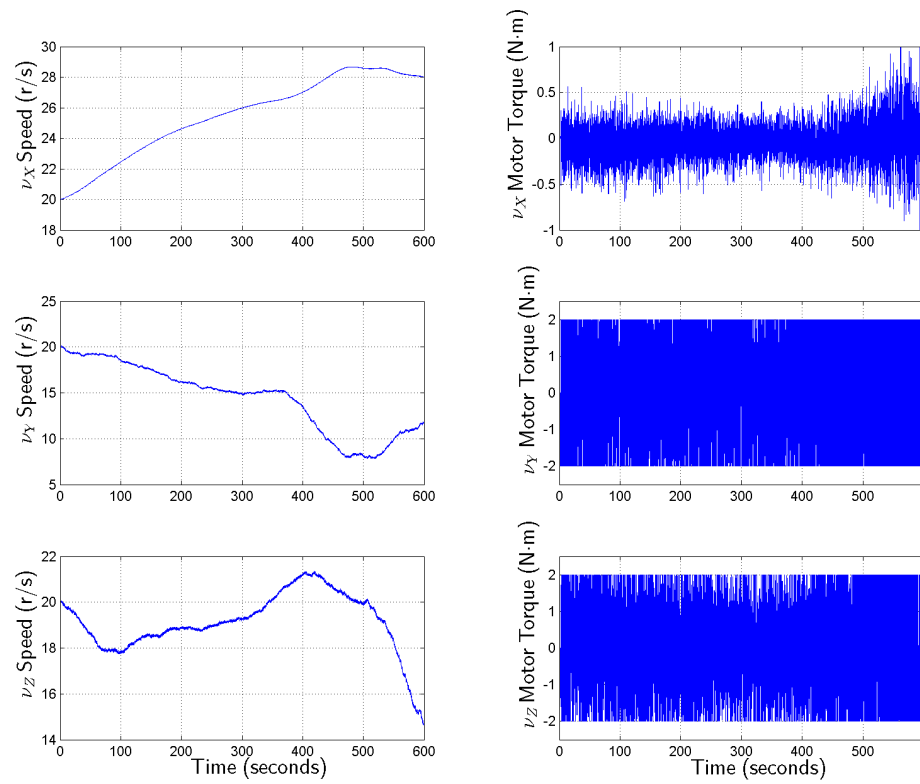 ν_X Speed (r/s)
30
28
26
24
22
20
18
0 100 200 300 400 500 600
ν_X Motor Torque (N·m)
1
0.5
0
-0.5
-1
0 100 200 300 400 500
ν_Y Speed (r/s)
25
20
15
10
5
0 100 200 300 400 500 600
ν_Y Motor Torque (N·m)
2
1
0
-1
-2
0 100 200 300 400 500
ν_Z Speed (r/s)
22
20
18
16
14
0 100 200 300 400 500 600
Time (seconds)
ν_Z Motor Torque (N·m)
2
1
0
-1
-2
0 100 200 300 400 500
Time (seconds)